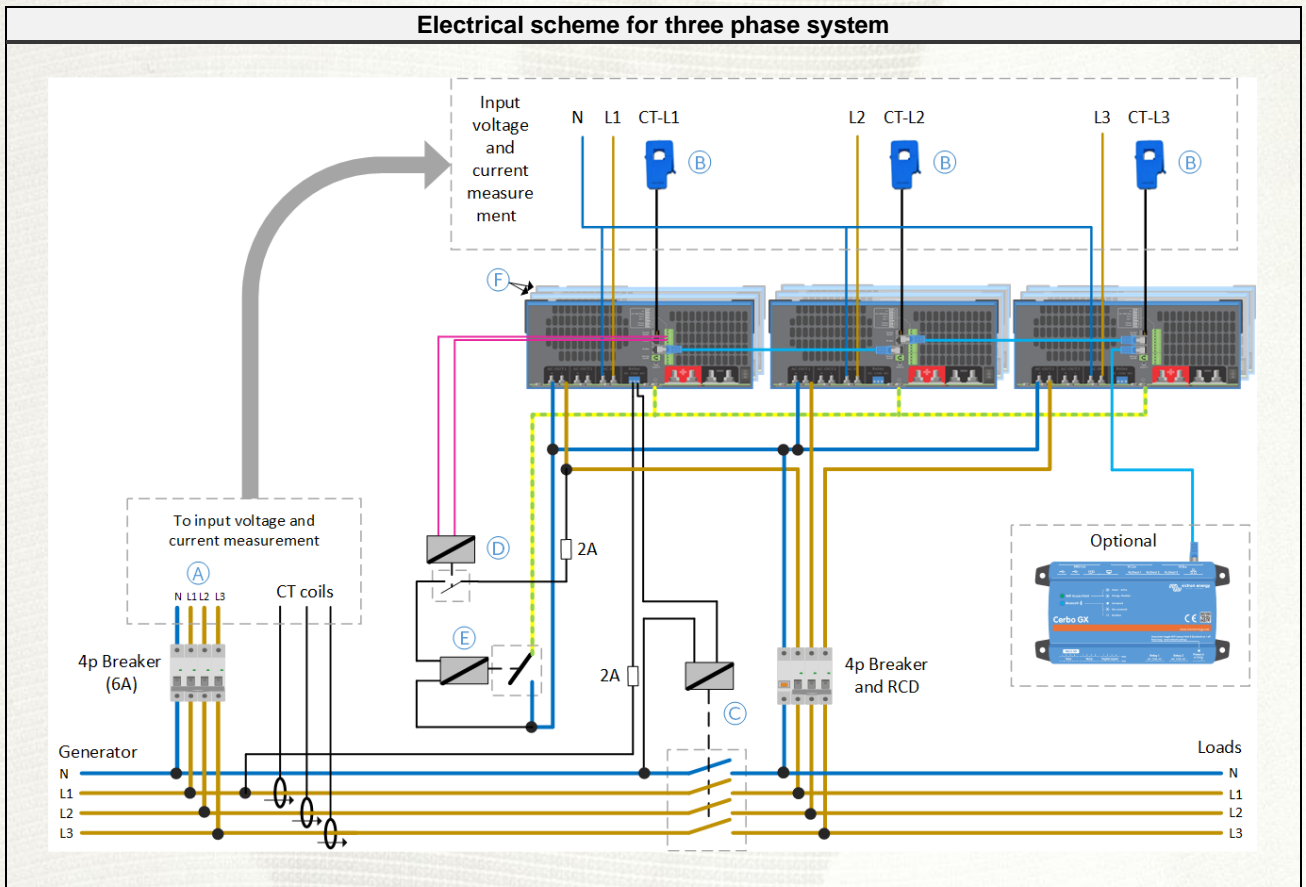 Electrical scheme for three phase system
Input
voltage
and
current
measure
ment
N L1 CT-L1
L2 CT-L2
L3 CT-L3
B
B
B
F
To input voltage and
current measurement
A
N L1 L2 L3
CT coils
D
2A
Optional
victron energy
Cerbo GX
E
4p Breaker
(6A)
2A
4p Breaker
and RCD
C
Generator
Loads
N
N
L1
L1
L2
L2
L3
L3